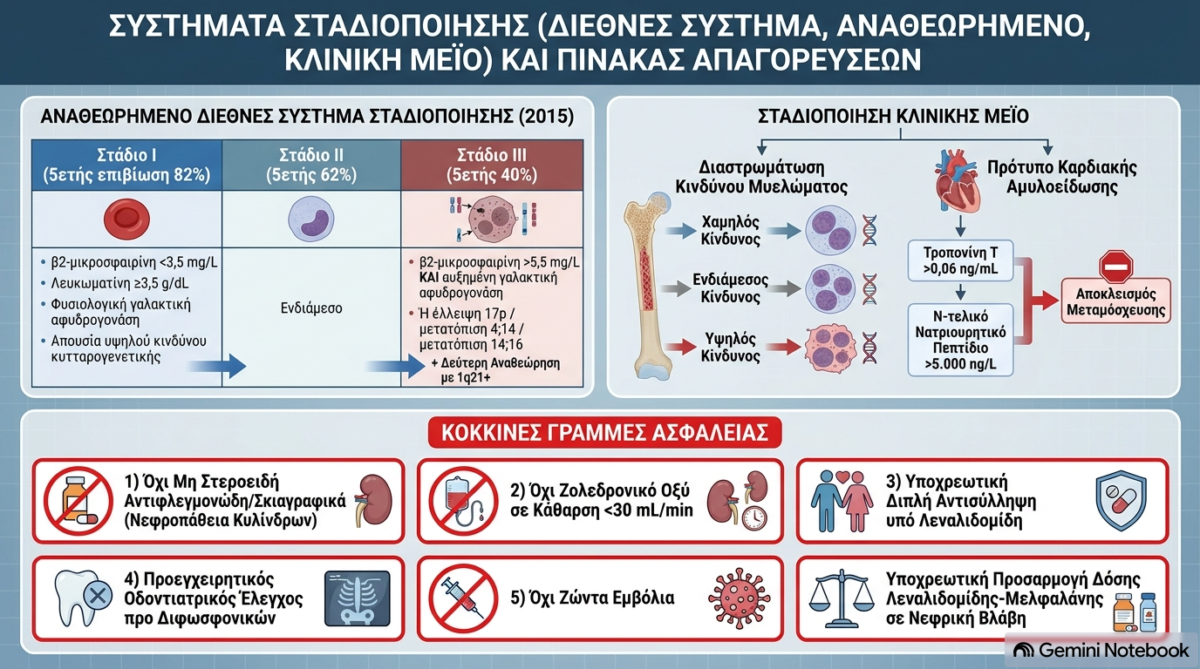 ΣΥΣΤΗΜΑΤΑ ΣΤΑΔΙΟΠΟΙΗΣΗΣ (ΔΙΕΘΝΕΣ ΣΥΣΤΗΜΑ, ΑΝΑΘΕΩΡΗΜΕΝΟ,
ΚΛΙΝΙΚΗ ΜΕΪΟ) ΚΑΙ ΠΙΝΑΚΑΣ ΑΠΑΓΟΡΕΥΣΕΩΝ
ΑΝΑΘΕΩΡΗΜΕΝΟ ΔΙΕΘΝΕΣ ΣΥΣΤΗΜΑ ΣΤΑΔΙΟΠΟΙΗΣΗΣ (2015)
Στάδιο I
(5ετής επιβίωση 82%)
Στάδιο II
(5ετής 62%)
Στάδιο III
(5ετής 40%)
• β2-μικροσφαιρίνη <3,5 mg/L
• Λευκωματίνη ≥3,5 g/dL
• Φυσιολογική γαλακτική
αφυδρογονάση
• Απουσία υψηλού κινδύνου
κυτταρογενετικής
Ενδιάμεσο
• β2-μικροσφαιρίνη >5,5 mg/L
ΚΑΙ αυξημένη γαλακτική
αφυδρογονάση
• Ή έλλειψη 17p /
μετατόπιση 4;14 /
μετατόπιση 14;16
+ Δεύτερη Αναθεώρηση
με 1q21+
ΣΤΑΔΙΟΠΟΙΗΣΗ ΚΛΙΝΙΚΗΣ ΜΕΪΟ
Διαστρωμάτωση
Κινδύνου Μυελώματος
Χαμηλός
Κίνδυνος
Ενδιάμεσος
Κίνδυνος
Υψηλός
Κίνδυνος
Πρότυπο Καρδιακής
Αμυλοείδωσης
Τροπονίνη Τ
>0,06 ng/mL
Ν-τελικό
Νατριουρητικό
Πεπτίδιο
>5.000 ng/L
Αποκλεισμός
Μεταμόσχευσης
ΚΟΚΚΙΝΕΣ ΓΡΑΜΜΕΣ ΑΣΦΑΛΕΙΑΣ
1) Όχι Μη Στεροειδή
Αντιφλεγμονώδη/Σκιαγραφικά
(Νεφροπάθεια Κυλίνδρων)
2) Όχι Ζολεδρονικό Οξύ
σε Κάθαρση <30 mL/min
3) Υποχρεωτική
Διπλή Αντισύλληψη
υπό Λεναλιδομίδη
4) Προεγχειρητικός
Οδοντιατρικός Έλεγχος
προ Διφωσφονικών
5) Όχι Ζώντα Εμβόλια
Υποχρεωτική Προσαρμογή Δόσης
Λεναλιδομίδης-Μελφαλάνης
σε Νεφρική Βλάβη
Gemini Notebook